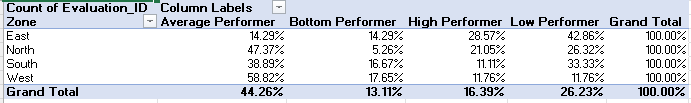 Count of Evaluation_ID Column Labels
Zone Average Performer Bottom Performer High Performer Low Performer Grand Total
East 14.29% 14.29% 28.57% 42.86% 100.00%
North 47.37% 5.26% 21.05% 26.32% 100.00%
South 38.89% 16.67% 11.11% 33.33% 100.00%
West 58.82% 17.65% 11.76% 11.76% 100.00%
Grand Total 44.26% 13.11% 16.39% 26.23% 100.00%